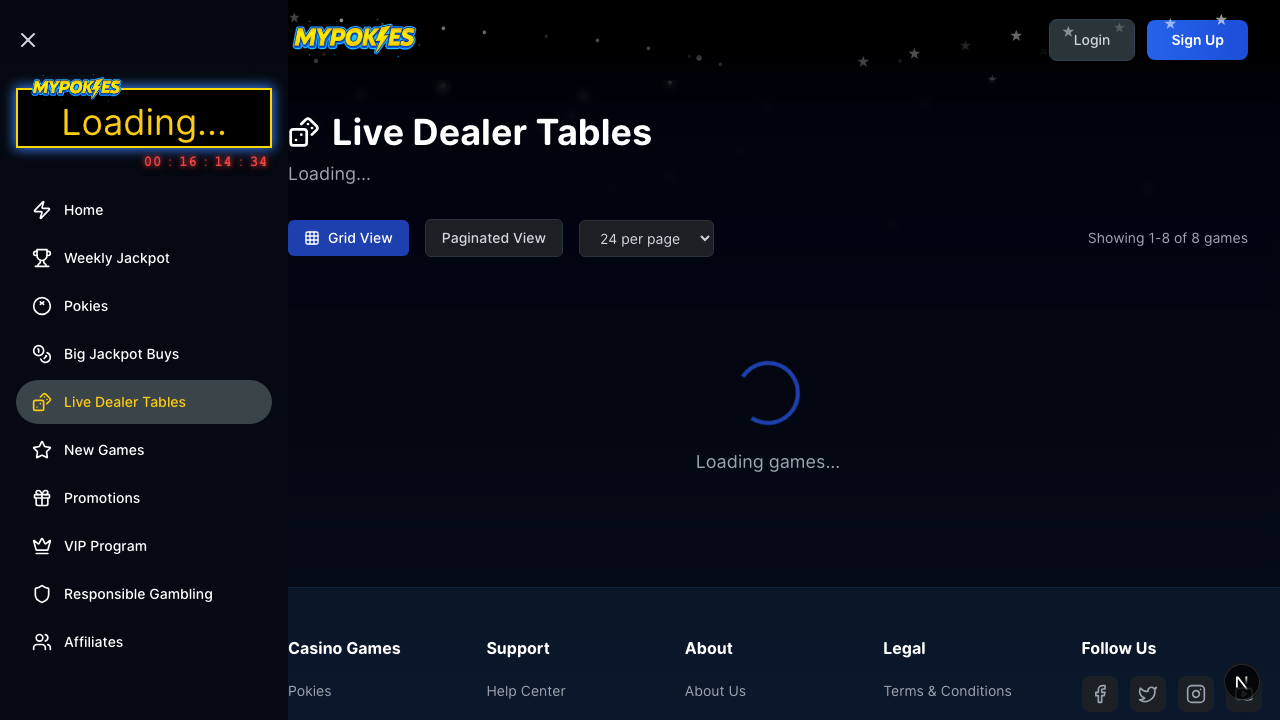 MYPOKIES
Login
Sign Up
MYPOKIES
Loading...
00 : 16 : 14 : 34
Home
Weekly Jackpot
Pokies
Big Jackpot Buys
Live Dealer Tables
New Games
Promotions
VIP Program
Responsible Gambling
Affiliates
Live Dealer Tables
Loading...
Grid View
Paginated View
24 per page
Showing 1-8 of 8 games
Loading games...
Casino Games
Support
About
Legal
Follow Us
Pokies
Help Center
About Us
Terms & Conditions
N